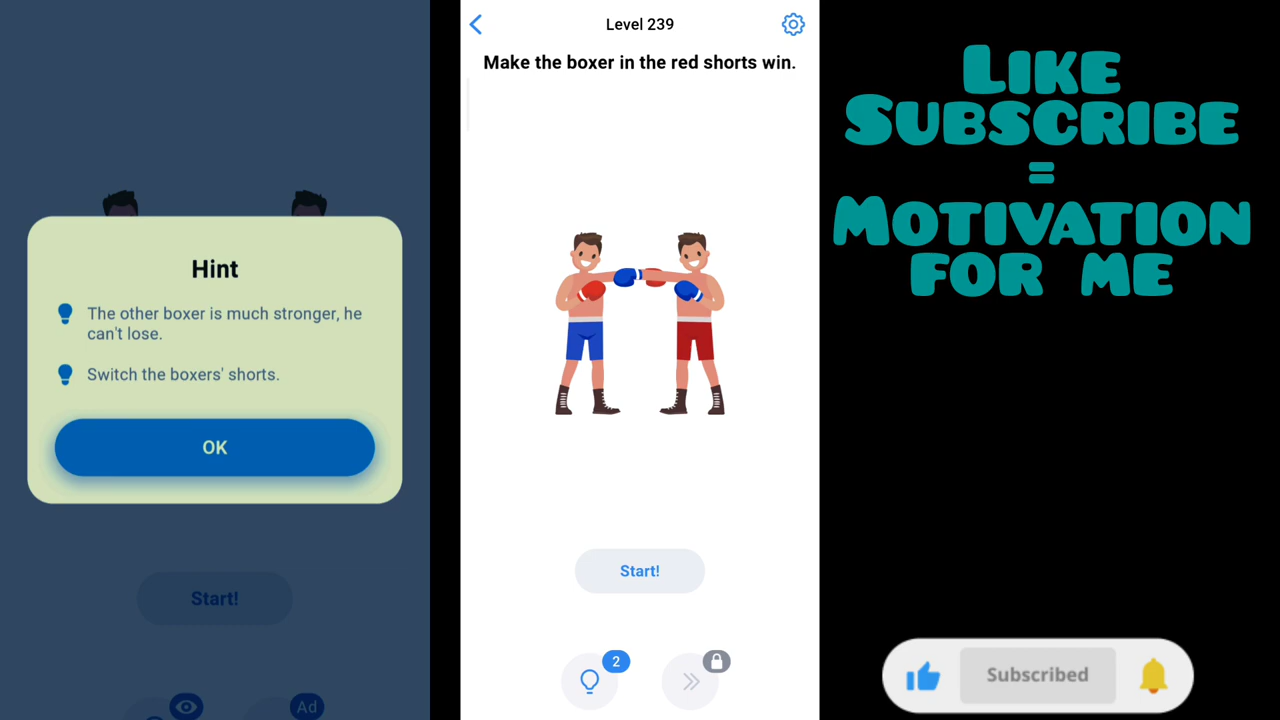 Hint
The other boxer is much stronger, he
can't lose.
Switch the boxers' shorts.
OK
Start!
Ad
Level 239
Make the boxer in the red shorts win.
Start!
2
LIKE
SUBSCRIBE
=
MOTIVATION
FOR ME
Subscribed